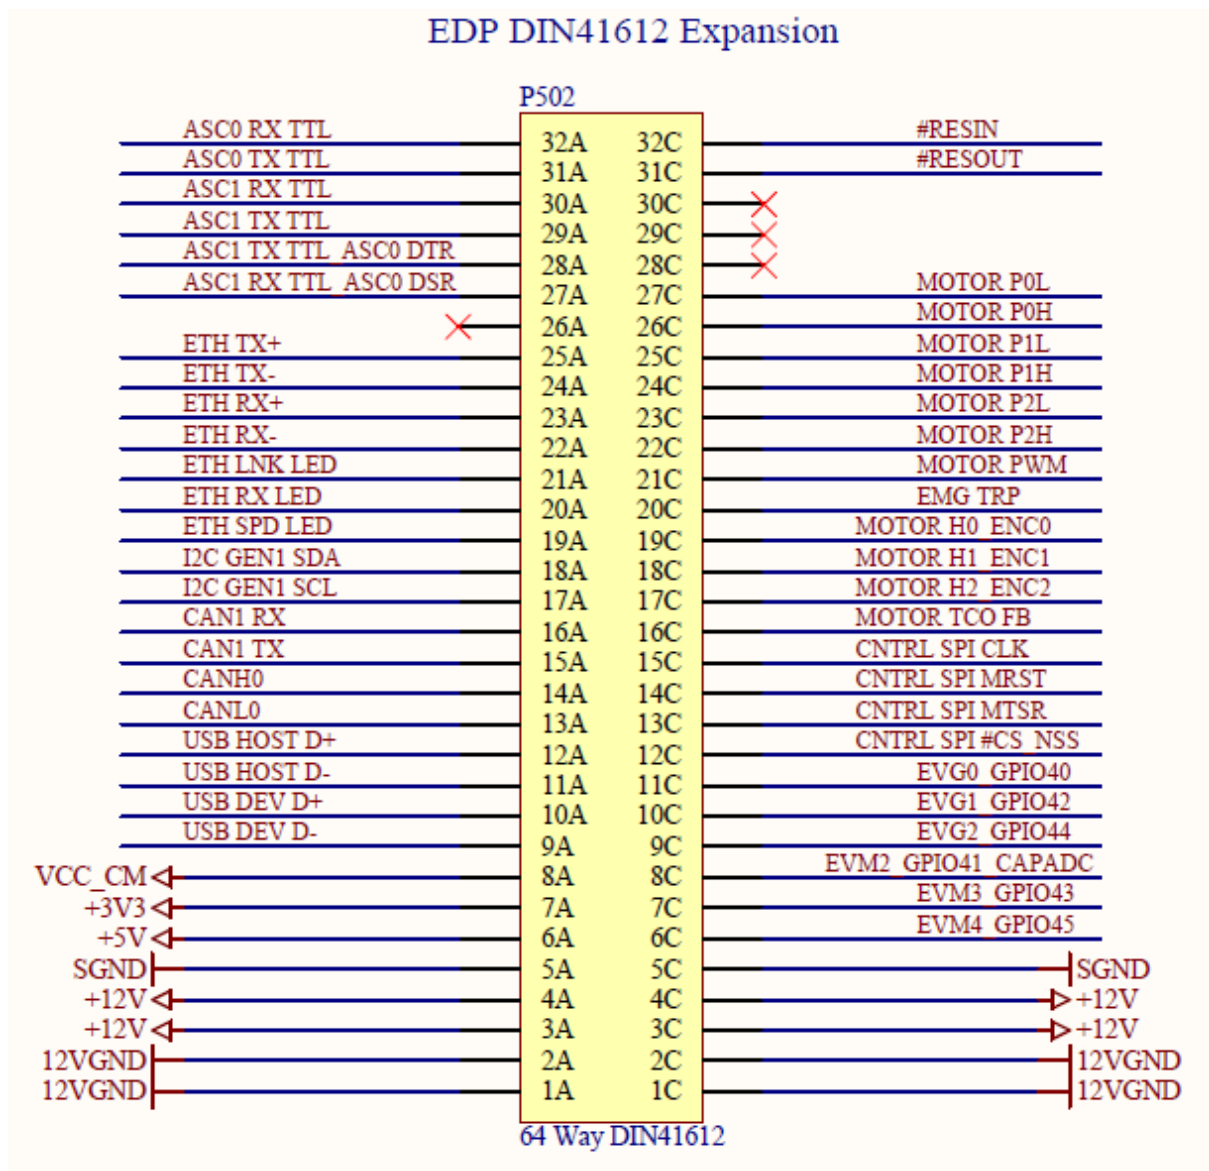 EDP DIN41612 Expansion
P502
ASC0 RX TTL 32A 32C #RESIN
ASC0 TX TTL 31A 31C #RESOUT
ASC1 RX TTL 30A 30C
ASC1 TX TTL 29A 29C
ASC1 TX TTL_ASC0 DTR 28A 28C
ASC1 RX TTL_ASC0 DSR 27A 27C MOTOR P0L
26A 26C MOTOR P0H
ETH TX+ 25A 25C MOTOR P1L
ETH TX- 24A 24C MOTOR P1H
ETH RX+ 23A 23C MOTOR P2L
ETH RX- 22A 22C MOTOR P2H
ETH LNK LED 21A 21C MOTOR PWM
ETH RX LED 20A 20C EMG TRP
ETH SPD LED 19A 19C MOTOR H0_ENC0
I2C GEN1 SDA 18A 18C MOTOR H1_ENC1
I2C GEN1 SCL 17A 17C MOTOR H2_ENC2
CAN1 RX 16A 16C MOTOR TCO FB
CAN1 TX 15A 15C CNTRL SPI CLK
CANH0 14A 14C CNTRL SPI MRST
CANL0 13A 13C CNTRL SPI MTSR
USB HOST D+ 12A 12C CNTRL SPI #CS_NSS
USB HOST D- 11A 11C EVG0_GPIO40
USB DEV D+ 10A 10C EVG1_GPIO42
USB DEV D- 9A 9C EVG2_GPIO44
VCC_CM 8A 8C EVM2_GPIO41_CAPADC
+3V3 7A 7C EVM3_GPIO43
+5V 6A 6C EVM4_GPIO45
SGND 5A 5C SGND
+12V 4A 4C +12V
+12V 3A 3C +12V
12VGND 2A 2C 12VGND
12VGND 1A 1C 12VGND
64 Way DIN41612